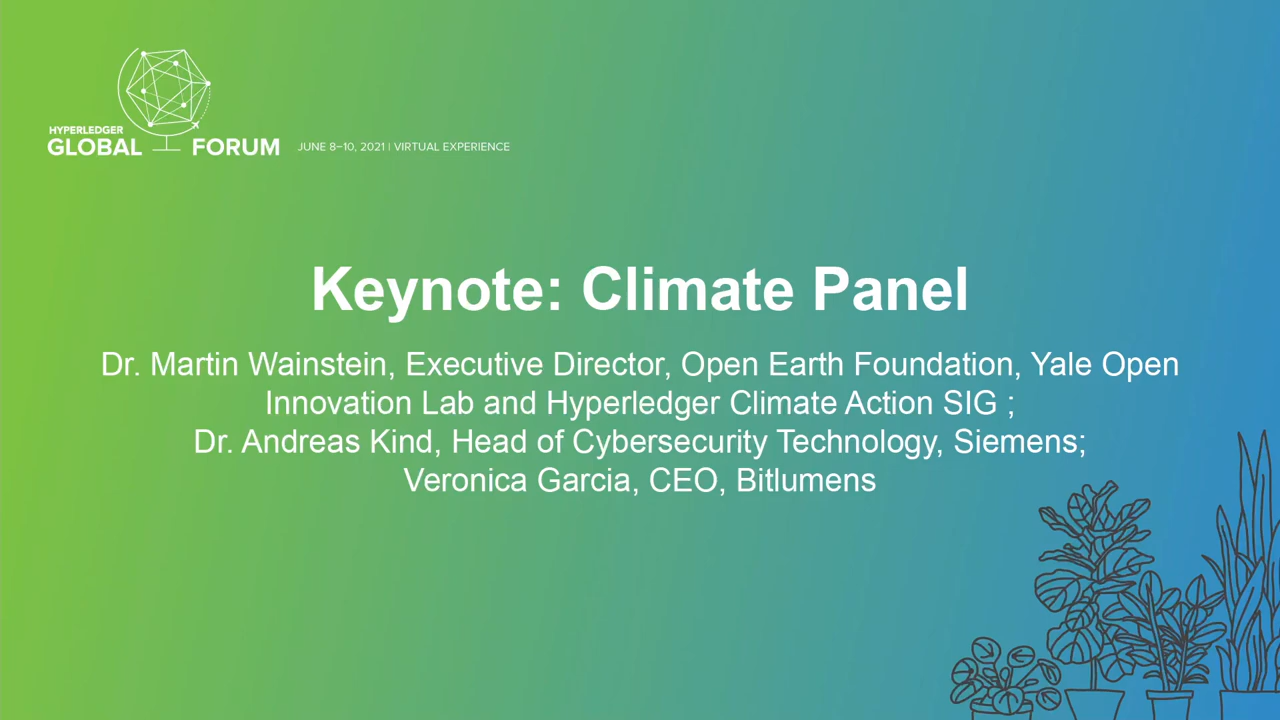 HYPERLEDGER
GLOBAL FORUM
JUNE 8–10, 2021 | VIRTUAL EXPERIENCE
Keynote: Climate Panel
Dr. Martin Wainstein, Executive Director, Open Earth Foundation, Yale Open
Innovation Lab and Hyperledger Climate Action SIG ;
Dr. Andreas Kind, Head of Cybersecurity Technology, Siemens;
Veronica Garcia, CEO, Bitlumens